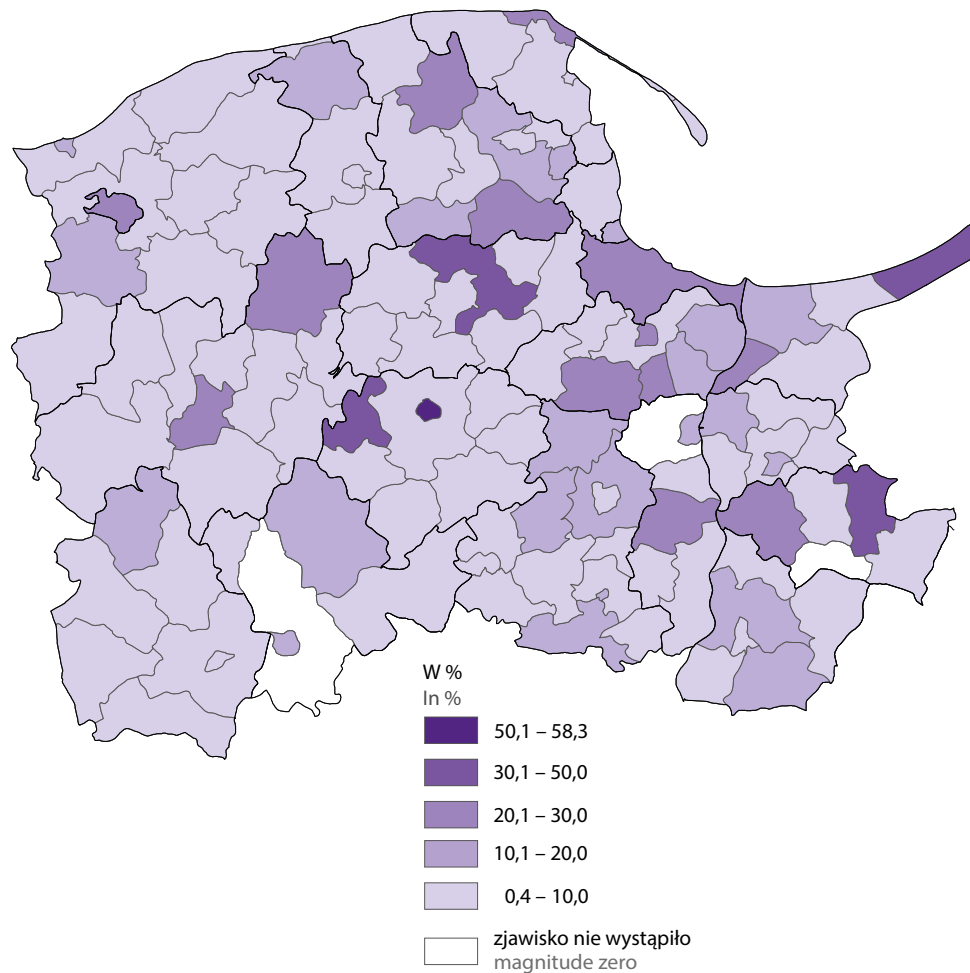 W %
In %
50,1 – 58,3
30,1 – 50,0
20,1 – 30,0
10,1 – 20,0
0,4 – 10,0
zjawisko nie wystąpiło
magnitude zero